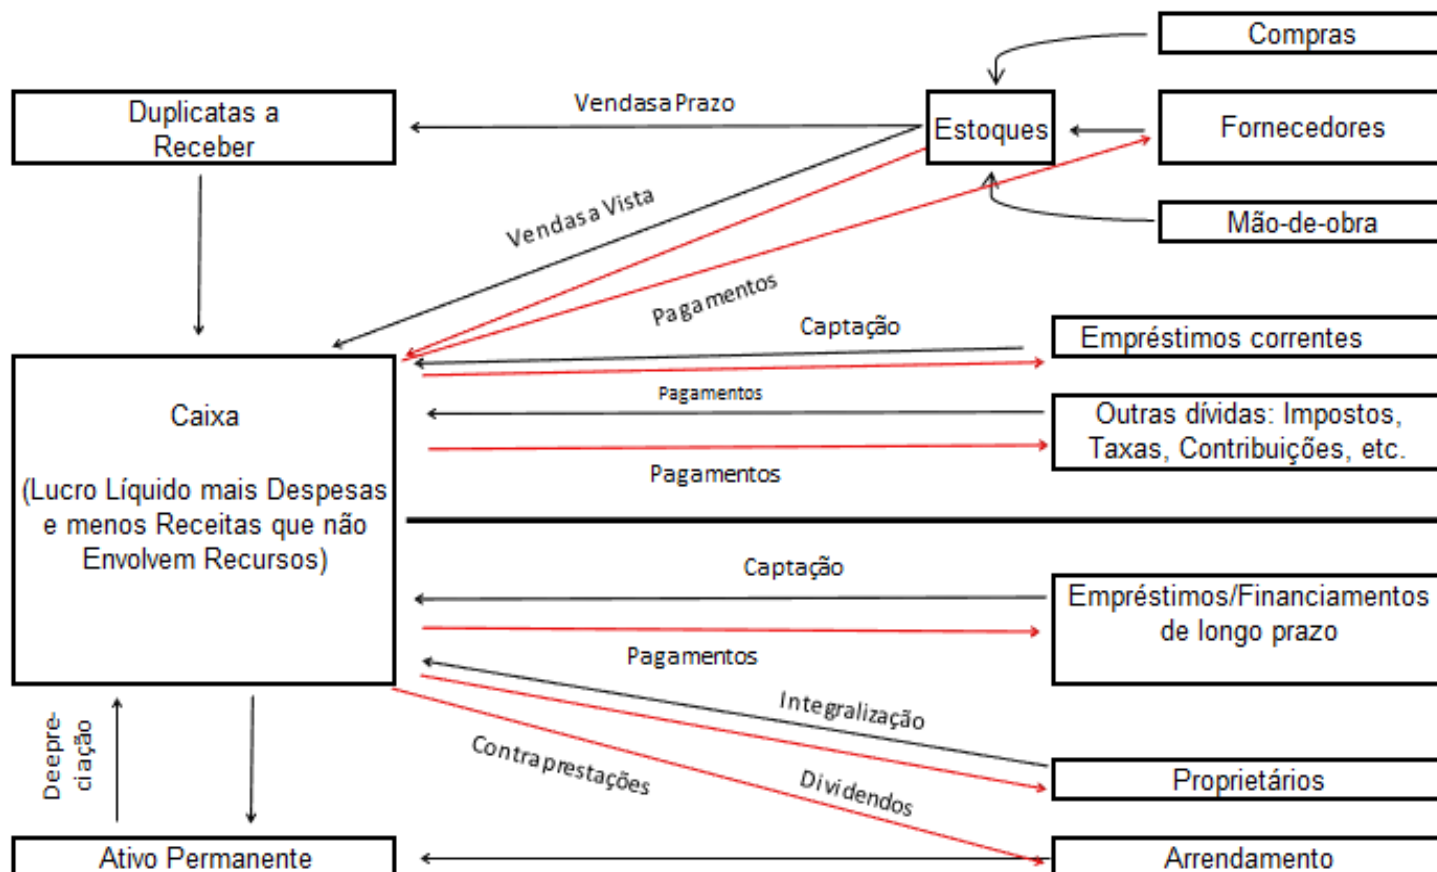 Compras
Vendas a Prazo
Duplicatas a
Receber
Estoques
Fornecedores
Vendas a Vista
Mão-de-obra
Pagamentos
Captação
Empréstimos correntes
Pagamentos
Caixa
Outras dívidas: Impostos,
Taxas, Contribuições, etc.
Pagamentos
(Lucro Líquido mais Despesas
e menos Receitas que não
Envolvem Recursos)
Captação
Empréstimos/Financiamentos
de longo prazo
Pagamentos
Integralização
Deepre-
ciação
Contraprestações
Dividendos
Proprietários
Ativo Permanente
Arrendamento